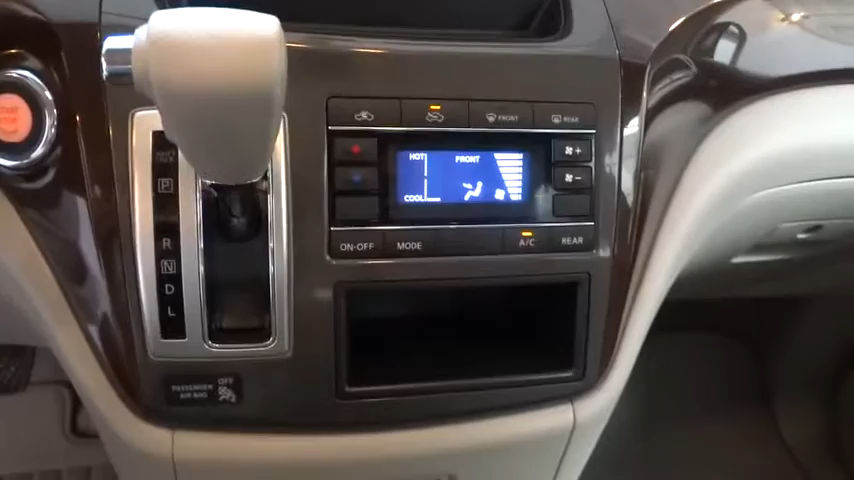 FRONT
REAR
HOT
FRONT
COOL
+
−
ON·OFF
MODE
A/C
REAR
P
R
N
D
L
PASSENGER
AIR BAG
OFF